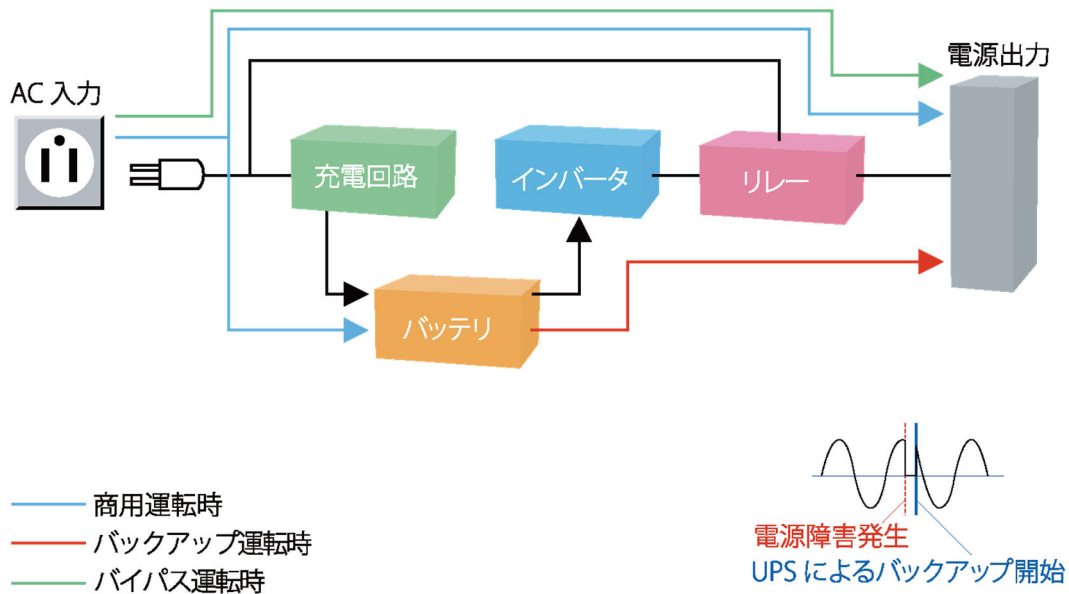 電源出力
AC 入力
充電回路
インバータ
リレー
バッテリ
商用運転時
バックアップ運転時
バイパス運転時
電源障害発生
UPS によるバックアップ開始